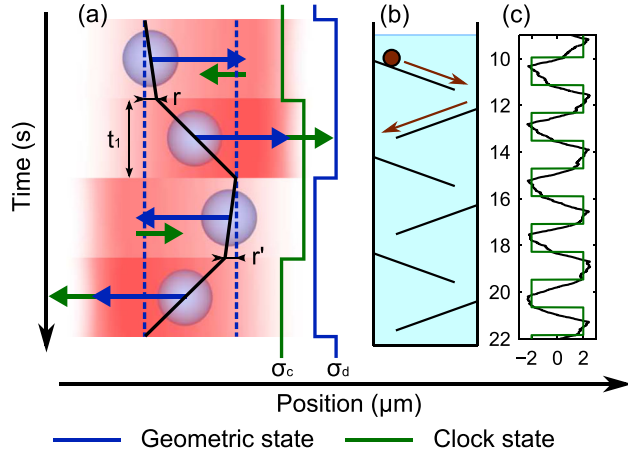 (a)
(b)
(c)
Time (s)
r
t₁
r'
σc
σd
10
12
14
16
18
20
22
−2
0
2
Position (μm)
Geometric state
Clock state